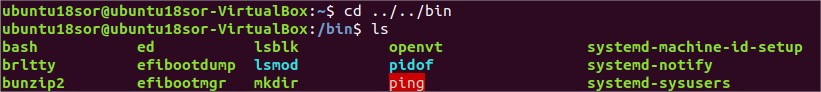 ubuntu18sor@ubuntu18sor-VirtualBox:~$ cd ../../bin
ubuntu18sor@ubuntu18sor-VirtualBox:/bin$ ls
bash ed lsblk openvt systemd-machine-id-setup
brltty efibootdump lsmod pidof systemd-notify
bunzip2 efibootmgr mkdir ping systemd-sysusers